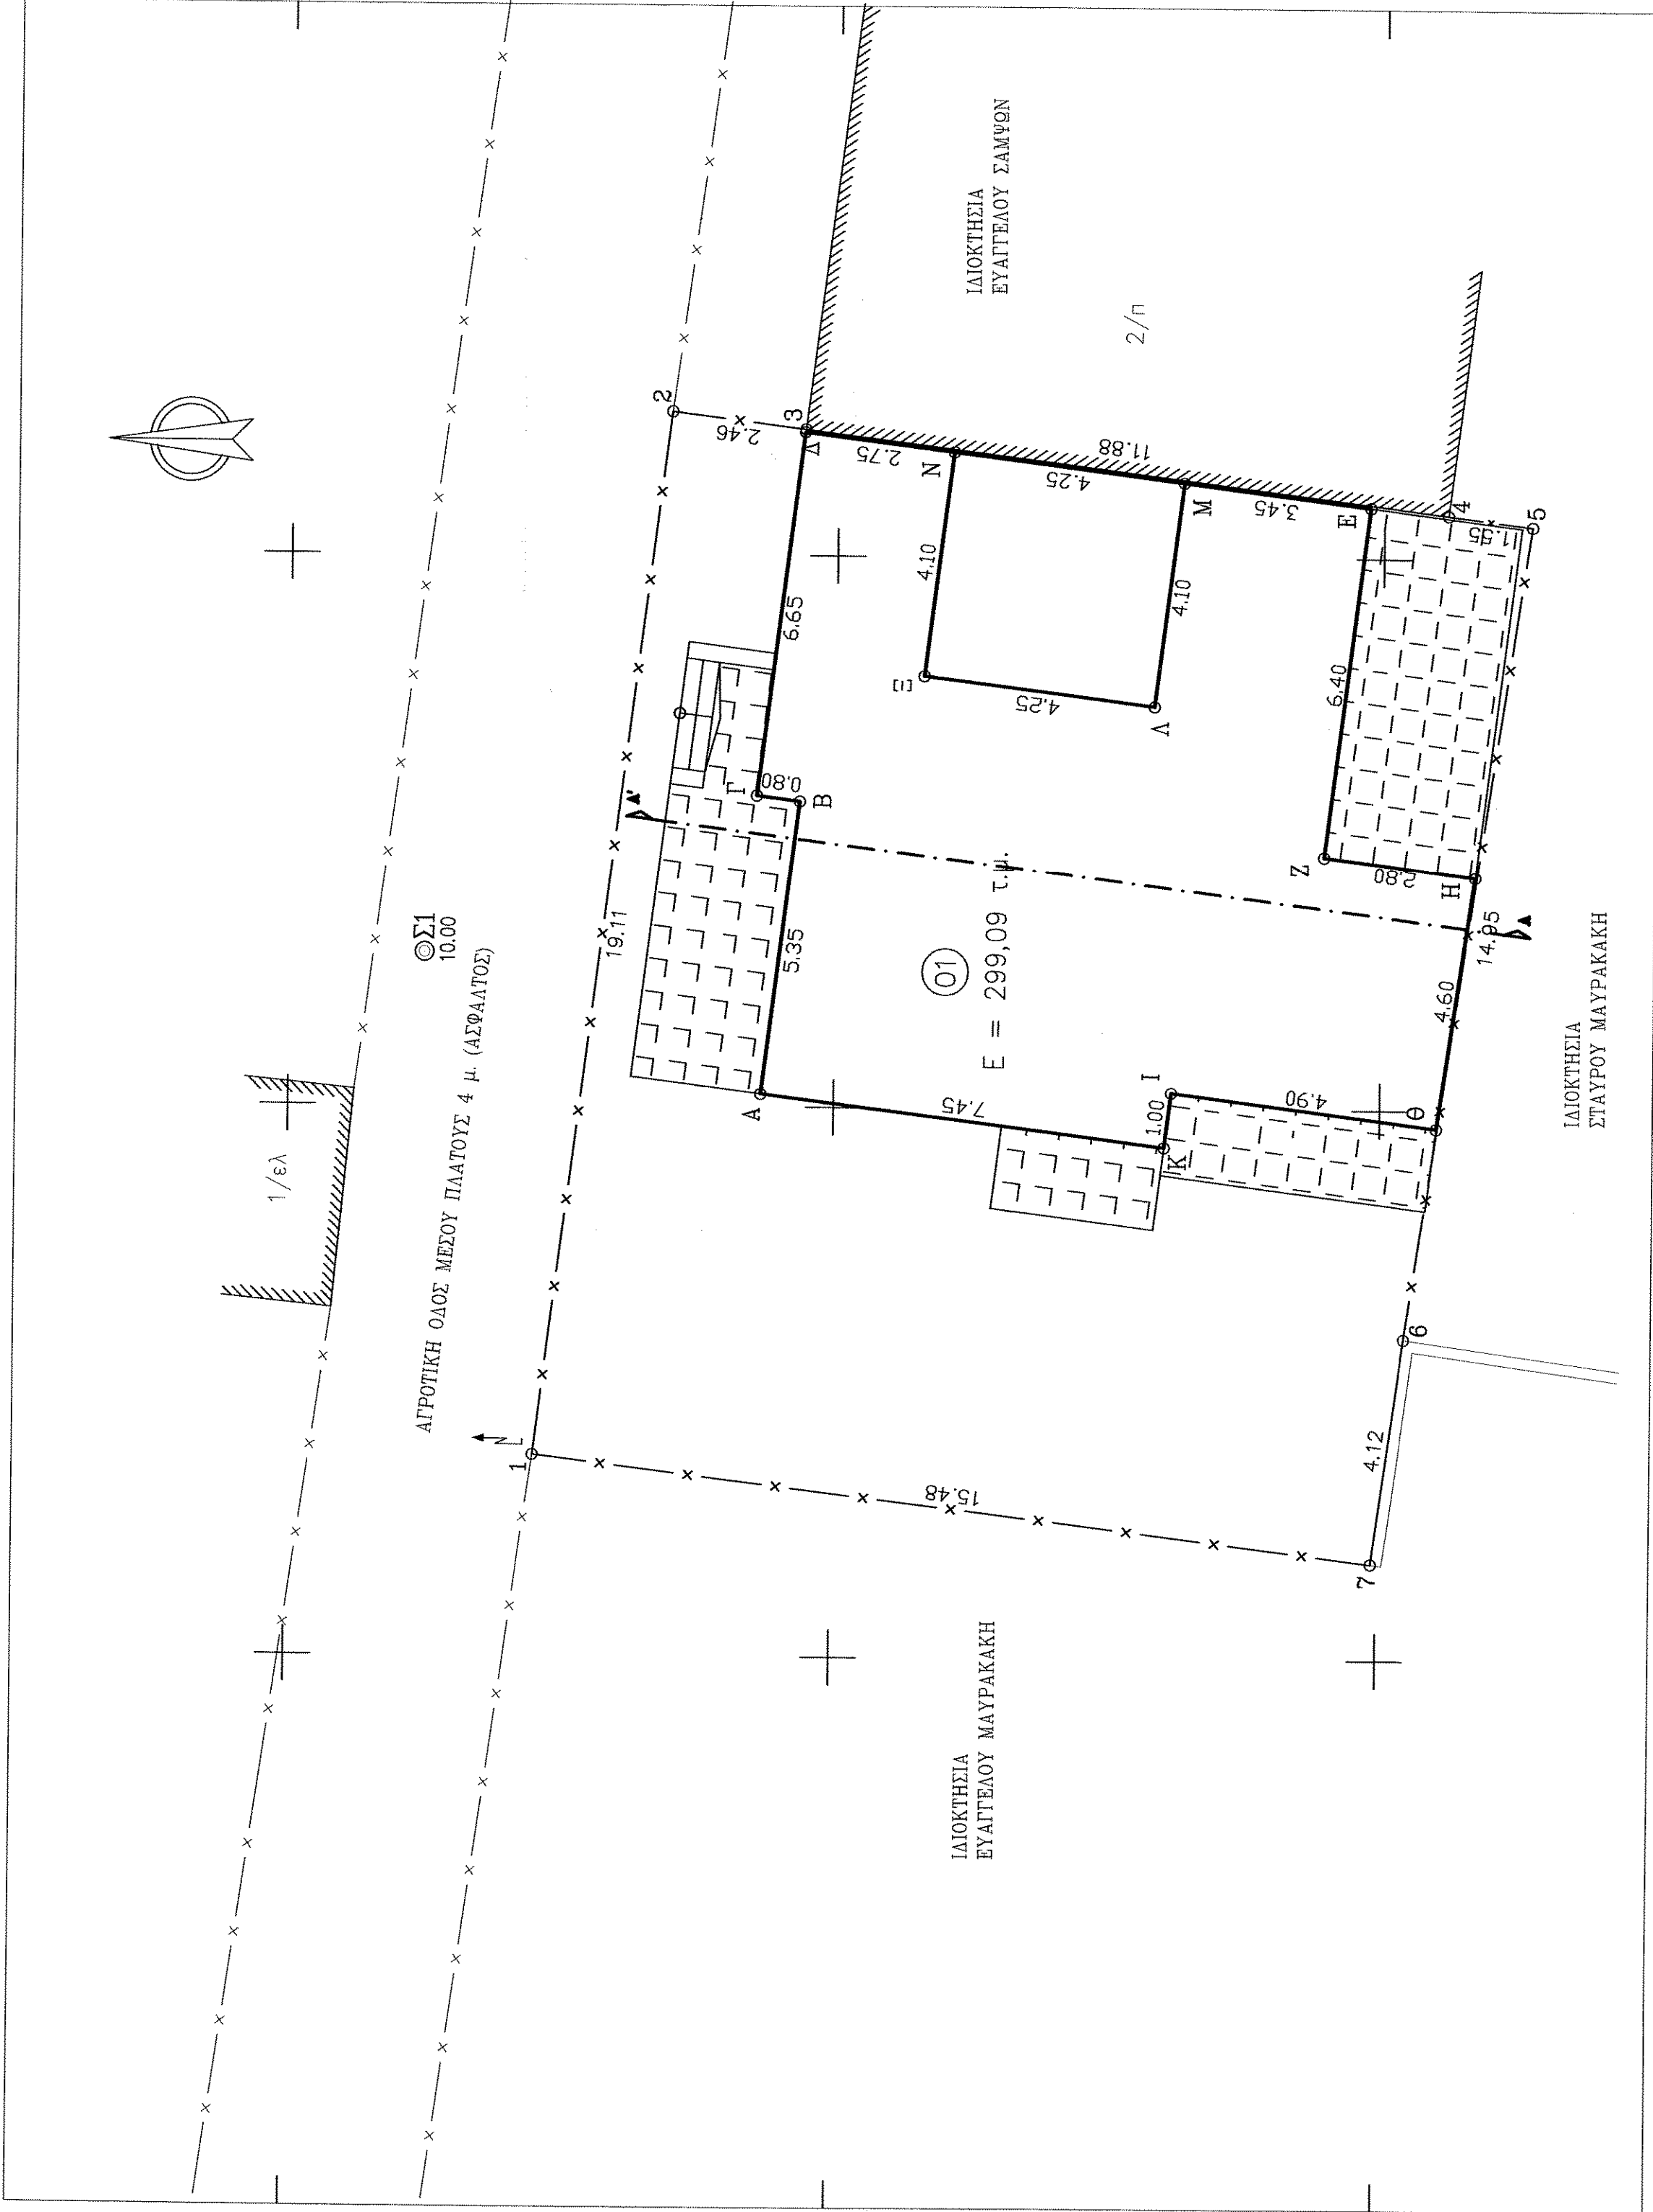 1/ελ
◎Σ1
10.00
ΑΓΡΟΤΙΚΗ ΟΔΟΣ ΜΕΣΟΥ ΠΛΑΤΟΥΣ 4 μ. (ΑΣΦΑΛΤΟΣ)
1
19.11
2
2.46
3
Δ
2.75
N
4.25
11.88
M
3.45
E
4
1.55
5
A'
Γ
0.80
B
6.65
5.35
A
7.45
4.10
4.25
Λ
4.10
01
E = 299,09 τ.μ.
6.40
Z
2.80
H
14.95
A
4.60
Θ
4.90
I
1.00
K
6
4.12
7
15.48
ΙΔΙΟΚΤΗΣΙΑ
ΕΥΑΓΓΕΛΟΥ ΣΑΜΨΩΝ
2/π
ΙΔΙΟΚΤΗΣΙΑ
ΣΤΑΥΡΟΥ ΜΑΥΡΑΚΑΚΗ
ΙΔΙΟΚΤΗΣΙΑ
ΕΥΑΓΓΕΛΟΥ ΜΑΥΡΑΚΑΚΗ